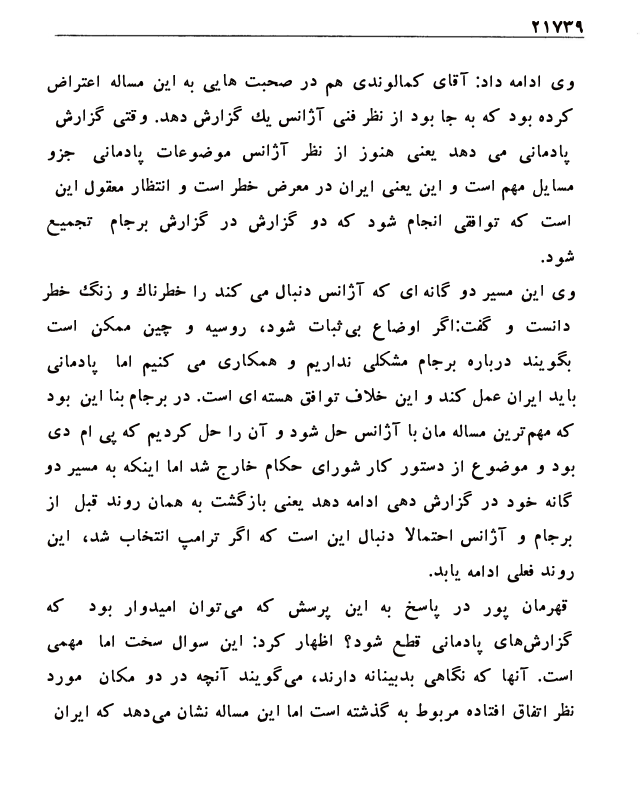 ۲۱۷۳۹
وی ادامه داد: آقای کمالوندی هم در صحبت هایی به این مساله اعتراض
کرده بود که به جا بود از نظر فنی آژانس یك گزارش دهد. وقتی گزارش
پادمانی می دهد یعنی هنوز از نظر آژانس موضوعات پادمانی جزو
مسایل مهم است و این یعنی ایران در معرض خطر است و انتظار معقول این
است که توافقی انجام شود که دو گزارش در گزارش برجام تجمیع
شود.
وی این مسیر دو گانه ای که آژانس دنبال می کند را خطرناك و زنگ خطر
دانست و گفت:اگر اوضاع بی‌ثبات شود، روسیه و چین ممکن است
بگویند درباره برجام مشکلی نداریم و همکاری می کنیم اما پادمانی
باید ایران عمل کند و این خلاف توافق هسته ای است. در برجام بنا این بود
که مهم‌ترین مساله مان با آژانس حل شود و آن را حل کردیم که پی ام دی
بود و موضوع از دستور کار شورای حکام خارج شد اما اینکه به مسیر دو
گانه خود در گزارش دهی ادامه دهد یعنی بازگشت به همان روند قبل از
برجام و آژانس احتمالا دنبال این است که اگر ترامپ انتخاب شد، این
روند فعلی ادامه یابد.
قهرمان پور در پاسخ به این پرسش که می‌توان امیدوار بود که
گزارش‌های پادمانی قطع شود؟ اظهار کرد: این سوال سخت اما مهمی
است. آنها که نگاهی بدبینانه دارند، می‌گویند آنچه در دو مکان مورد
نظر اتفاق افتاده مربوط به گذشته است اما این مساله نشان می‌دهد که ایران